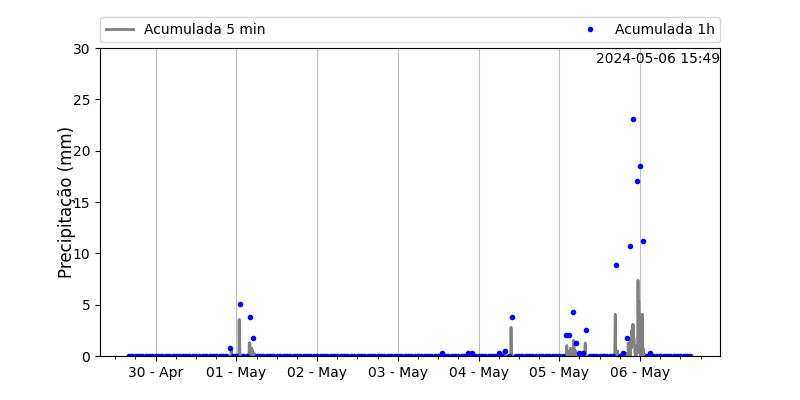 Acumulada 5 min
Acumulada 1h
2024-05-06 15:49
Precipitação (mm)
30
25
20
15
10
5
0
30 - Apr
01 - May
02 - May
03 - May
04 - May
05 - May
06 - May